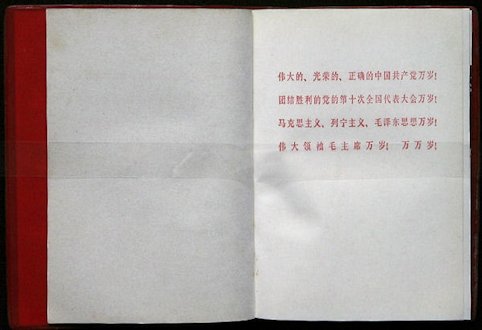 伟大的、光荣的、正确的中国共产党万岁！
团结胜利的党的第十次全国代表大会万岁！
马克思主义、列宁主义、毛泽东思想万岁！
伟大领袖毛主席万岁！万万岁！